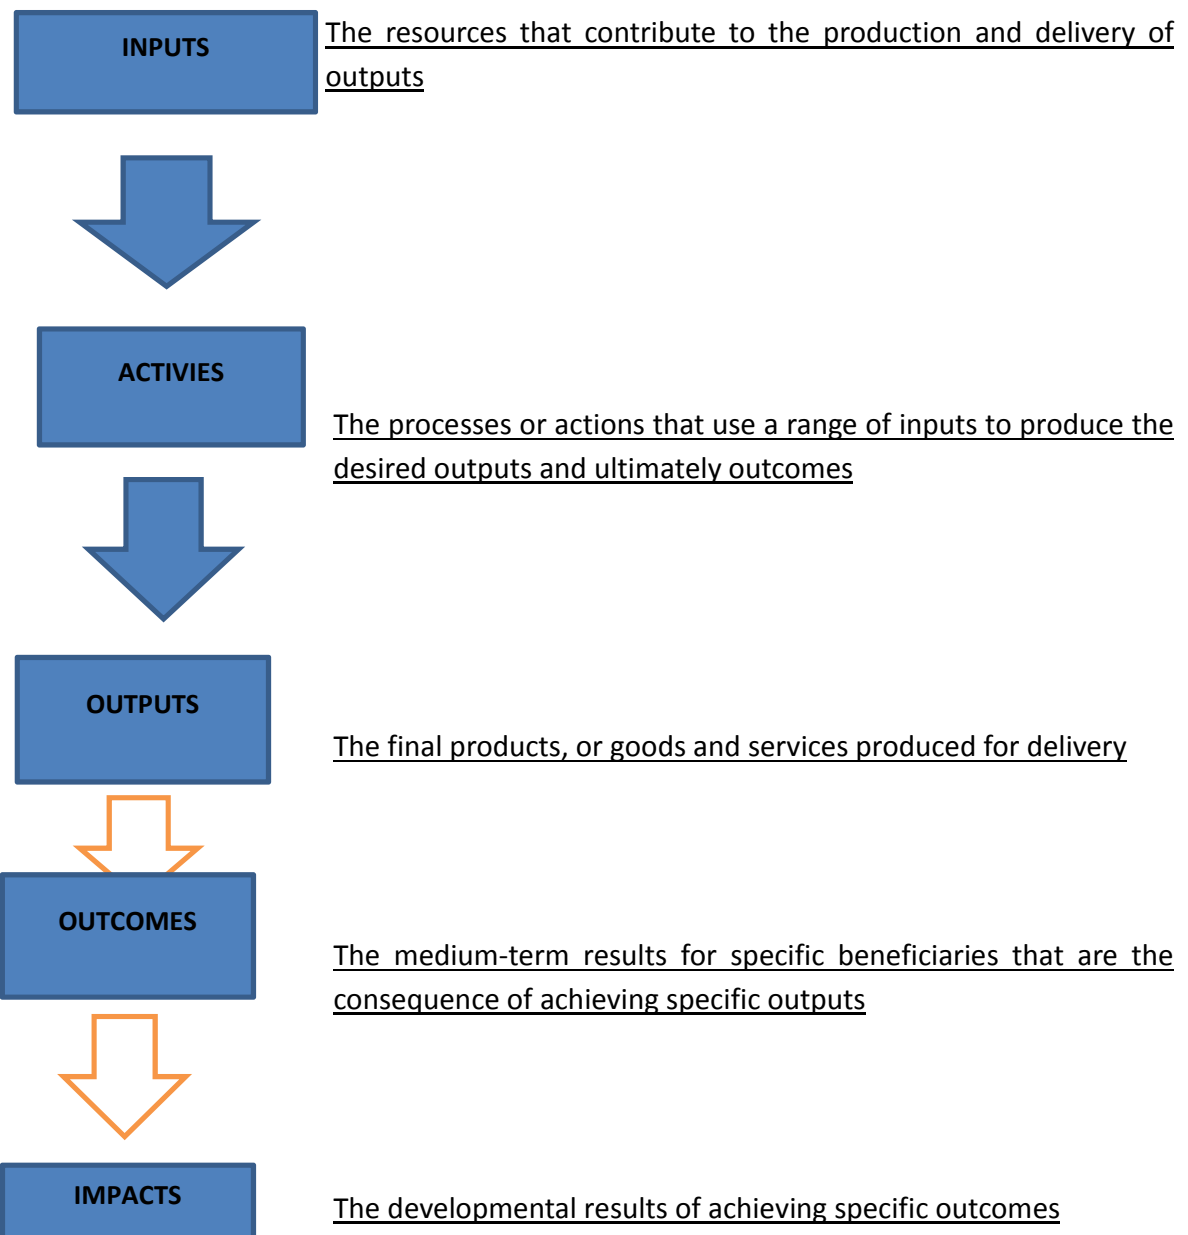 INPUTS
The resources that contribute to the production and delivery of
outputs
ACTIVIES
The processes or actions that use a range of inputs to produce the
desired outputs and ultimately outcomes
OUTPUTS
The final products, or goods and services produced for delivery
OUTCOMES
The medium-term results for specific beneficiaries that are the
consequence of achieving specific outputs
IMPACTS
The developmental results of achieving specific outcomes